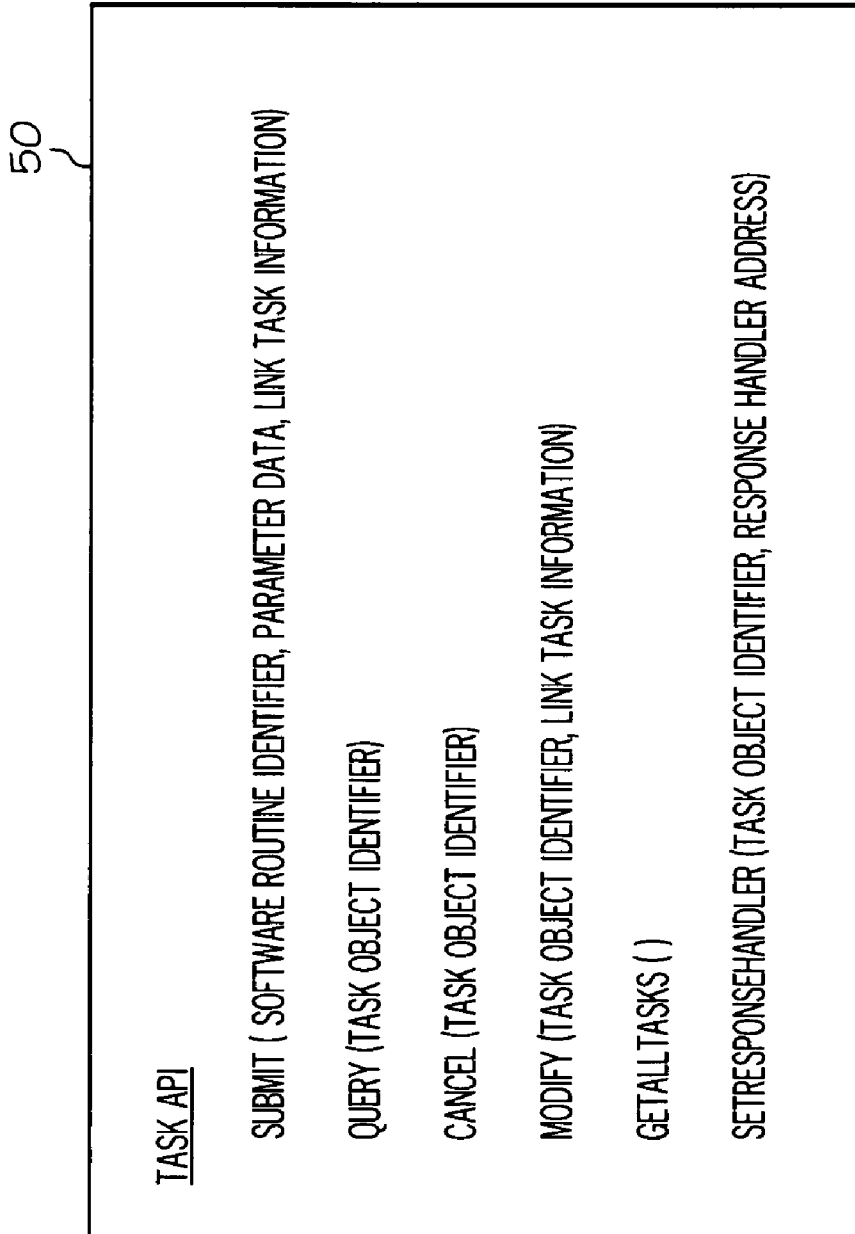 50
TASK API
SUBMIT ( SOFTWARE ROUTINE IDENTIFIER, PARAMETER DATA, LINK TASK INFORMATION)
QUERY (TASK OBJECT IDENTIFIER)
CANCEL (TASK OBJECT IDENTIFIER)
MODIFY (TASK OBJECT IDENTIFIER, LINK TASK INFORMATION)
GETALLTASKS ( )
SETRESPONSEHANDLER (TASK OBJECT IDENTIFIER, RESPONSE HANDLER ADDRESS)